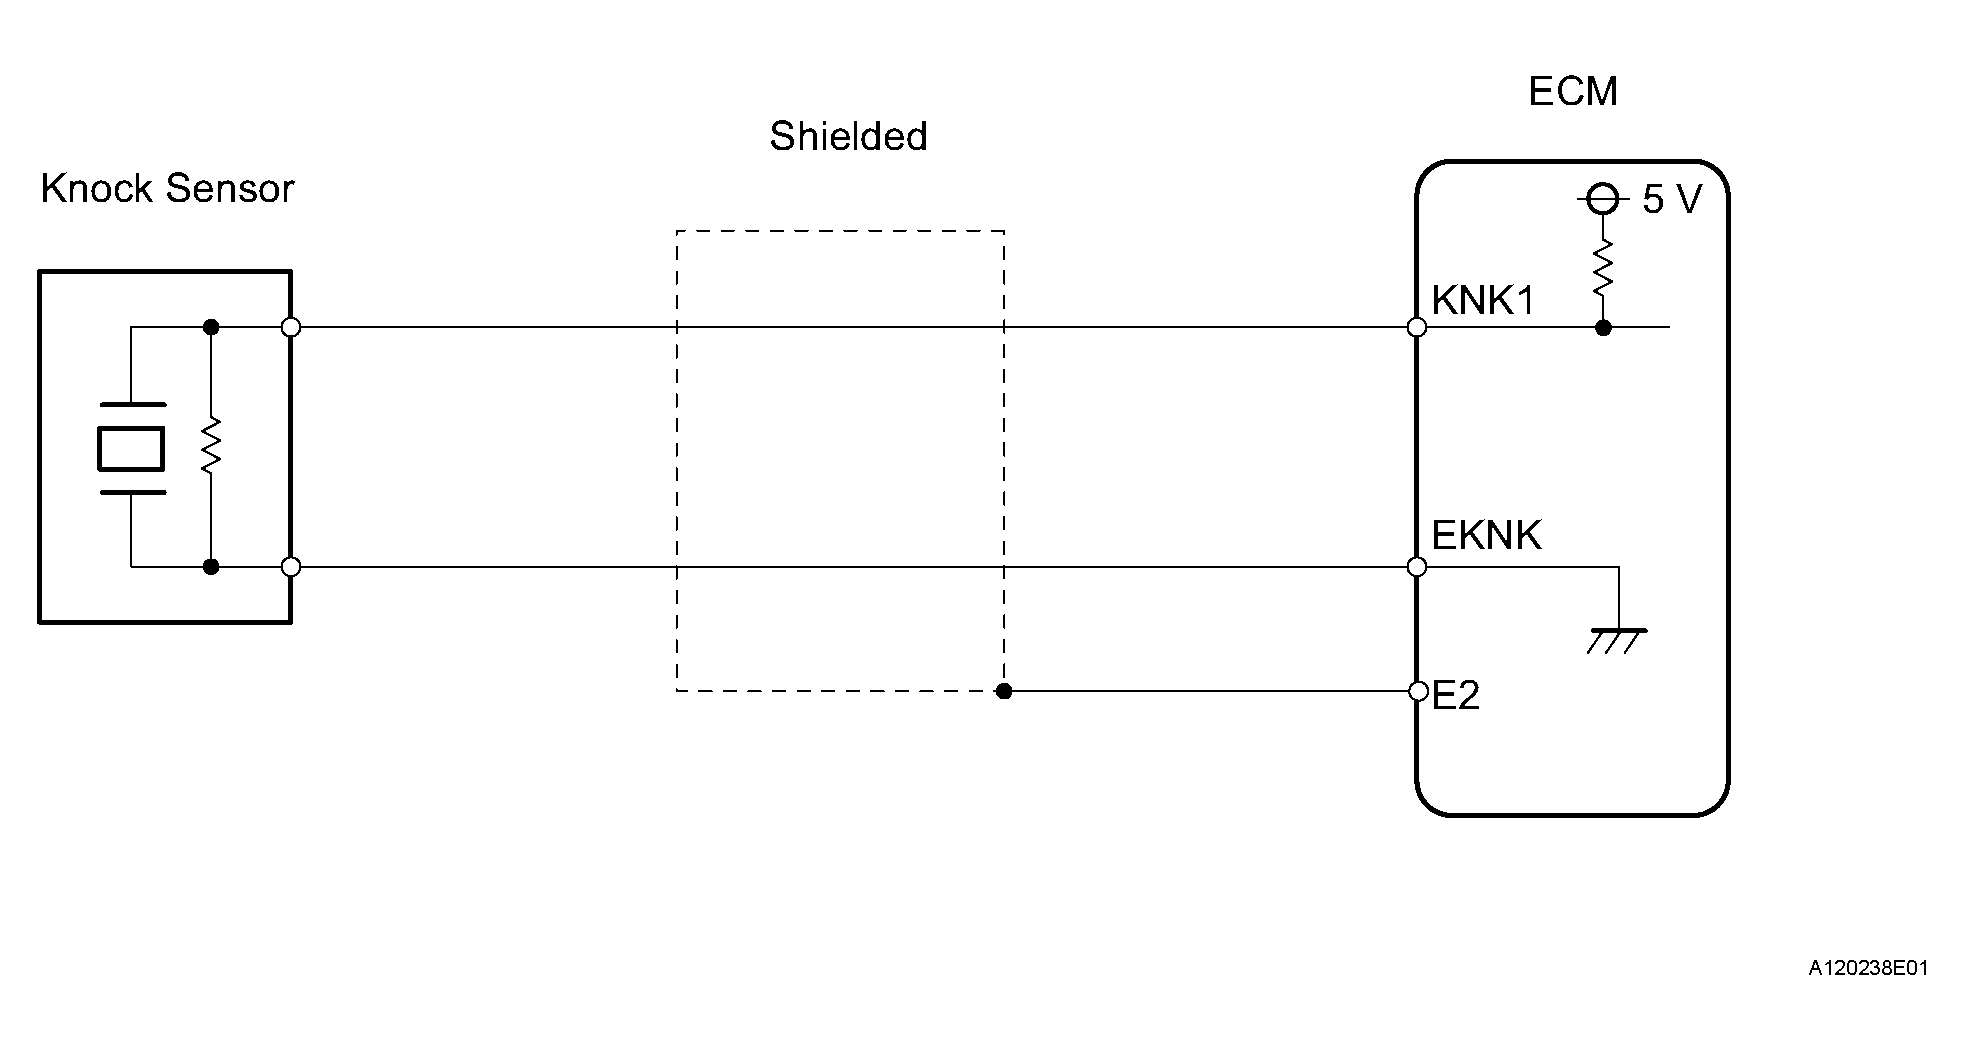 ECM
Shielded
Knock Sensor
5 V
KNK1
EKNK
E2
A120238E01